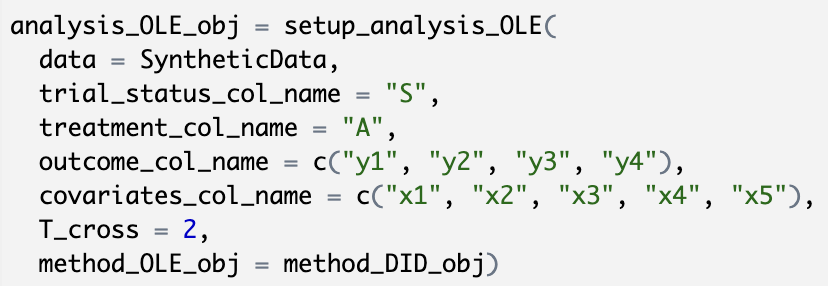 analysis_OLE_obj = setup_analysis_OLE(
  data = SyntheticData,
  trial_status_col_name = "S",
  treatment_col_name = "A",
  outcome_col_name = c("y1", "y2", "y3", "y4"),
  covariates_col_name = c("x1", "x2", "x3", "x4", "x5"),
  T_cross = 2,
  method_OLE_obj = method_DID_obj)